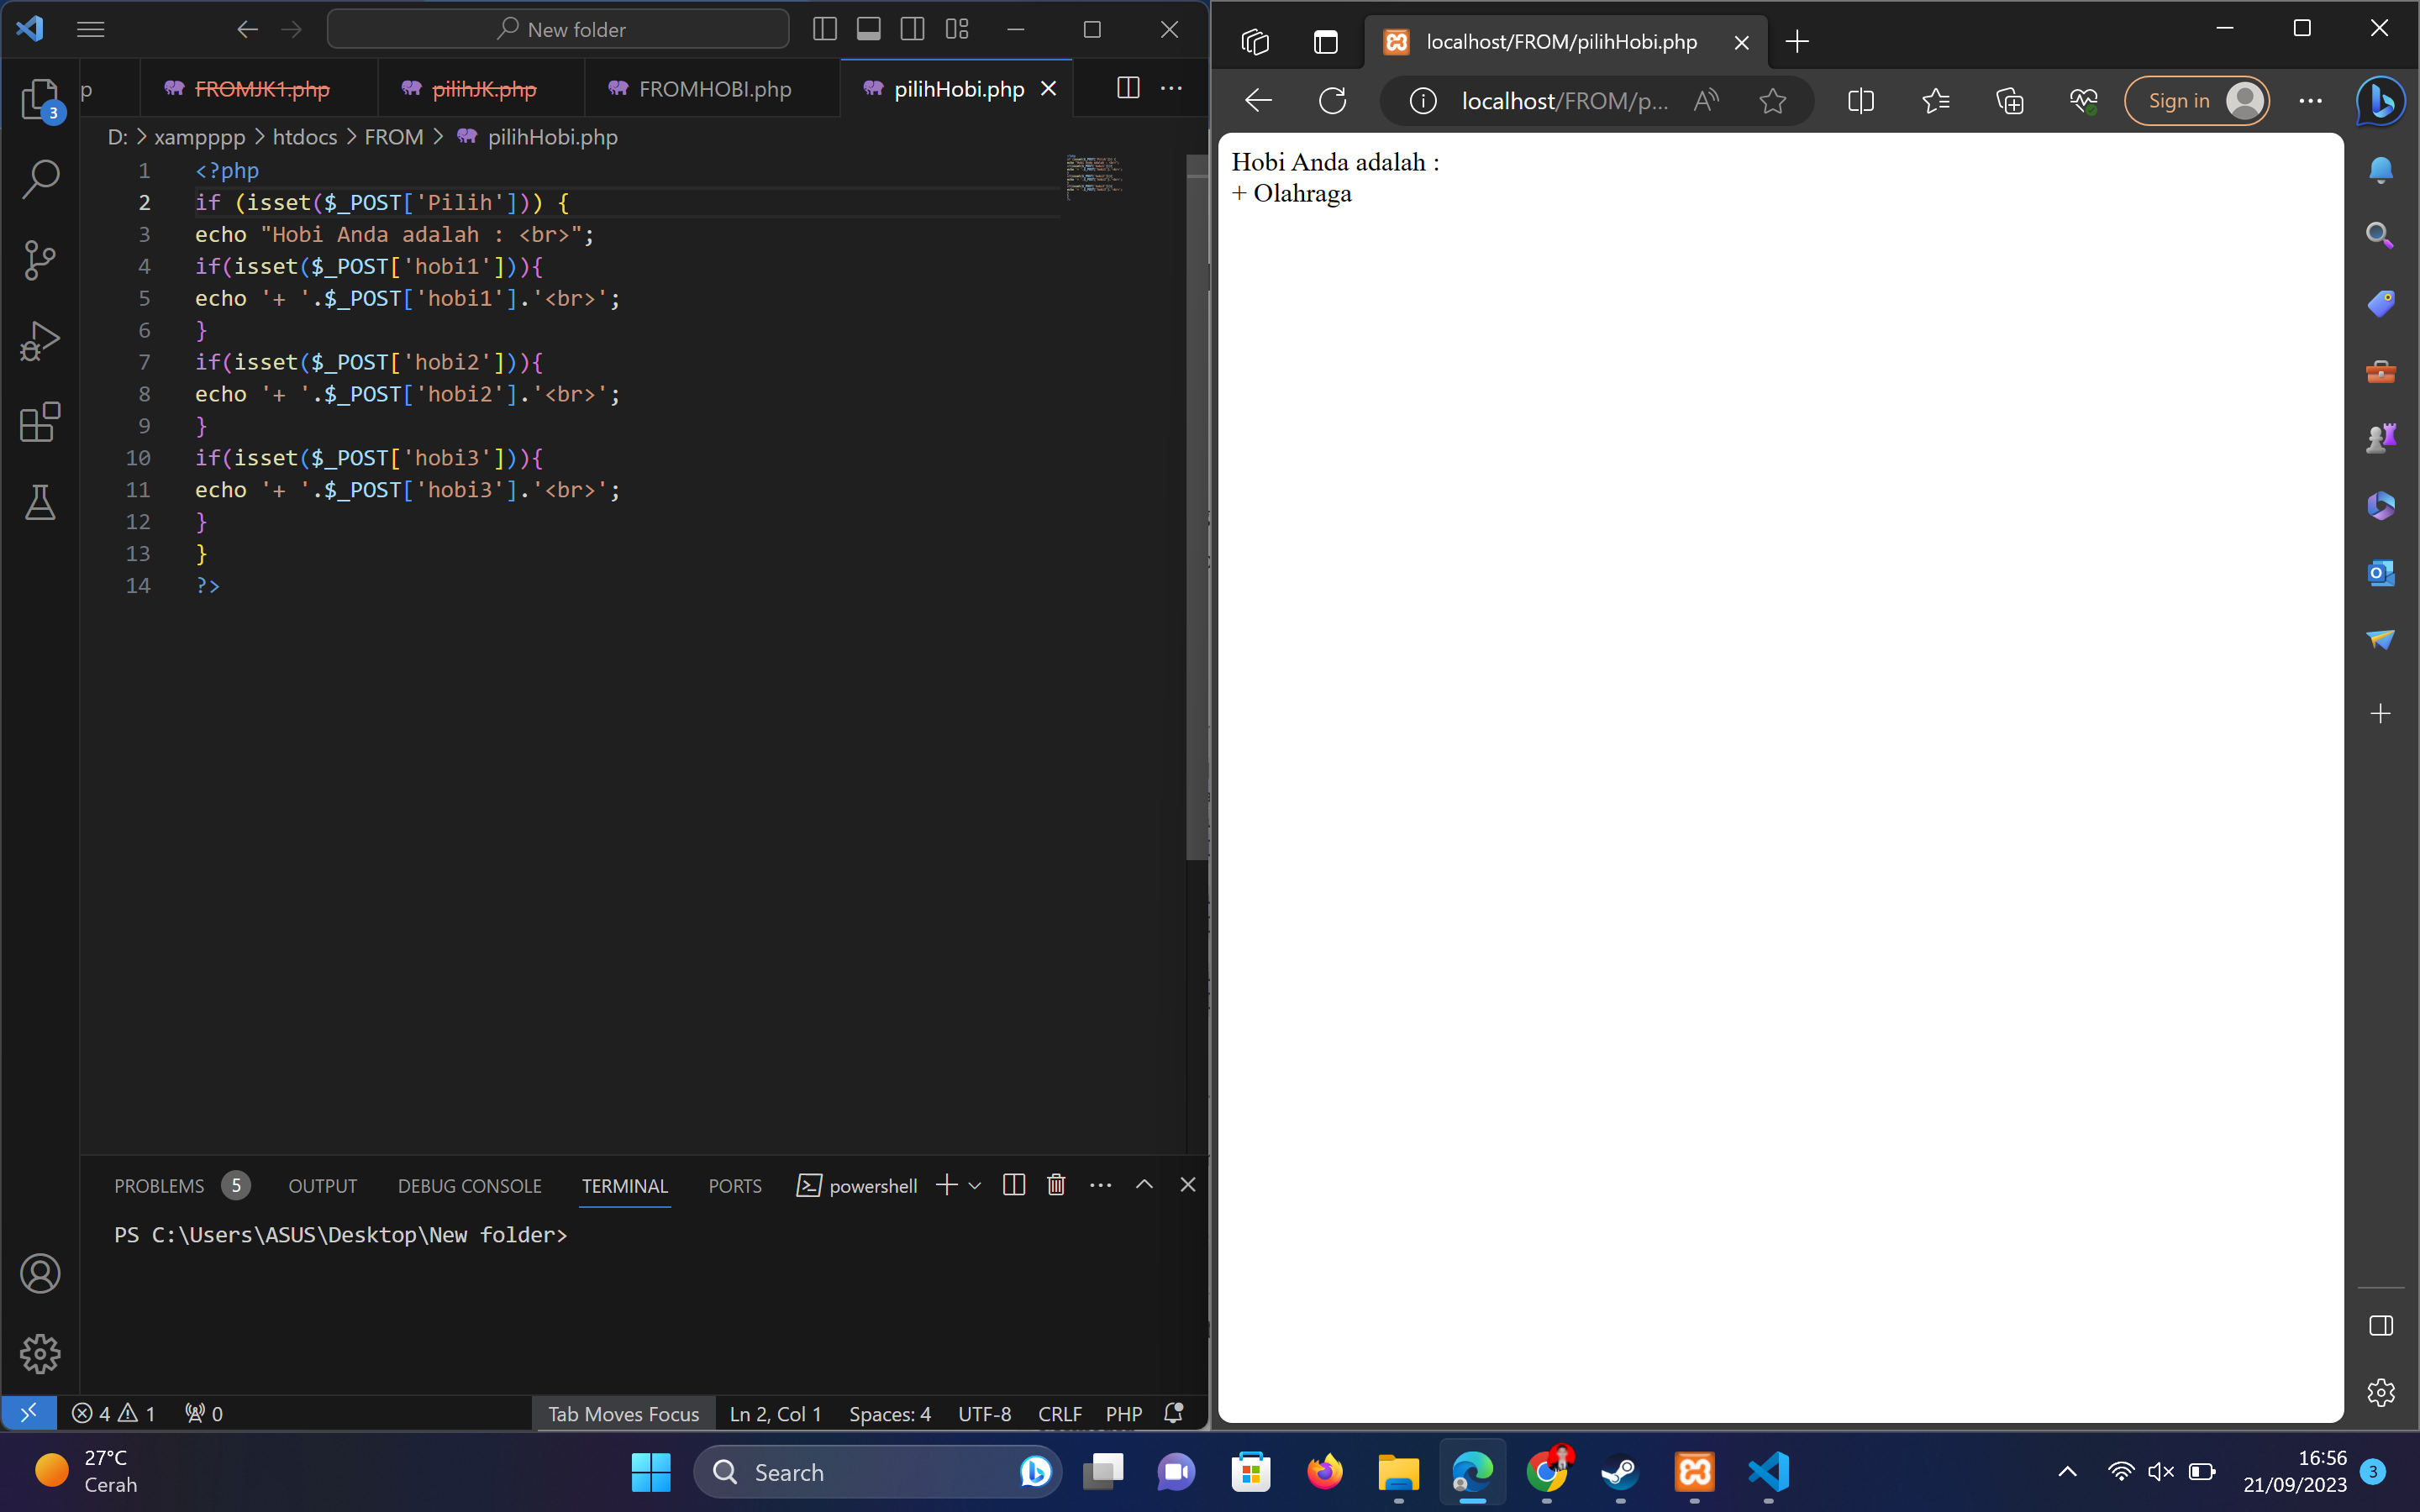 New folder
p
FROMJK1.php
pilihJK.php
FROMHOBI.php
pilihHobi.php
D: > xampppp > htdocs > FROM > pilihHobi.php
1 <?php
2 if (isset($_POST['Pilih'])) {
3 echo "Hobi Anda adalah : <br>";
4 if(isset($_POST['hobi1'])){
5 echo '+ '.$_POST['hobi1'].'<br>';
6 }
7 if(isset($_POST['hobi2'])){
8 echo '+ '.$_POST['hobi2'].'<br>';
9 }
10 if(isset($_POST['hobi3'])){
11 echo '+ '.$_POST['hobi3'].'<br>';
12 }
13 }
14 ?>
3
PROBLEMS 5 OUTPUT DEBUG CONSOLE TERMINAL PORTS powershell
PS C:\Users\ASUS\Desktop\New folder>
4 1 0 Tab Moves Focus Ln 2, Col 1 Spaces: 4 UTF-8 CRLF PHP
localhost/FROM/pilihHobi.php
localhost/FROM/p...
Sign in
Hobi Anda adalah :
+ Olahraga
27°C
Cerah
Search
16:56
21/09/2023
3